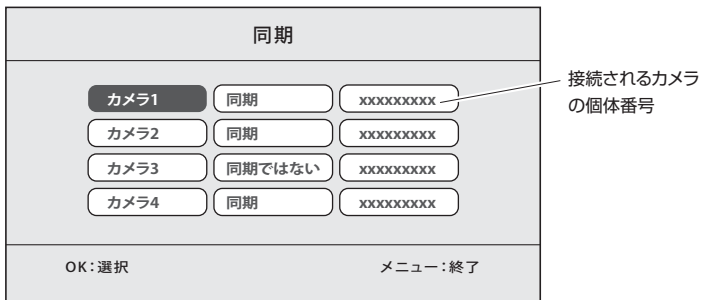 同期
カメラ1 同期 xxxxxxxxx
カメラ2 同期 xxxxxxxxx
カメラ3 同期ではない xxxxxxxxx
カメラ4 同期 xxxxxxxxx
OK：選択 メニュー：終了
接続されるカメラ
の個体番号